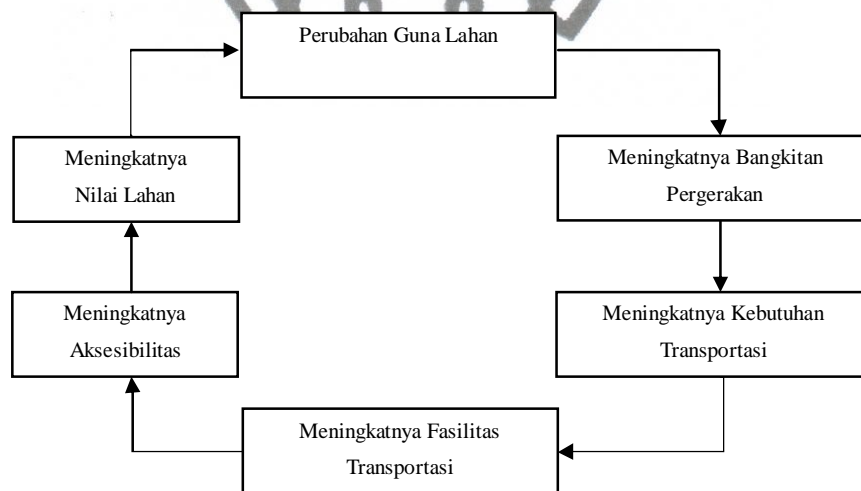 Perubahan Guna Lahan
Meningkatnya
Nilai Lahan
Meningkatnya Bangkitan
Pergerakan
Meningkatnya
Aksesibilitas
Meningkatnya Kebutuhan
Transportasi
Meningkatnya Fasilitas
Transportasi